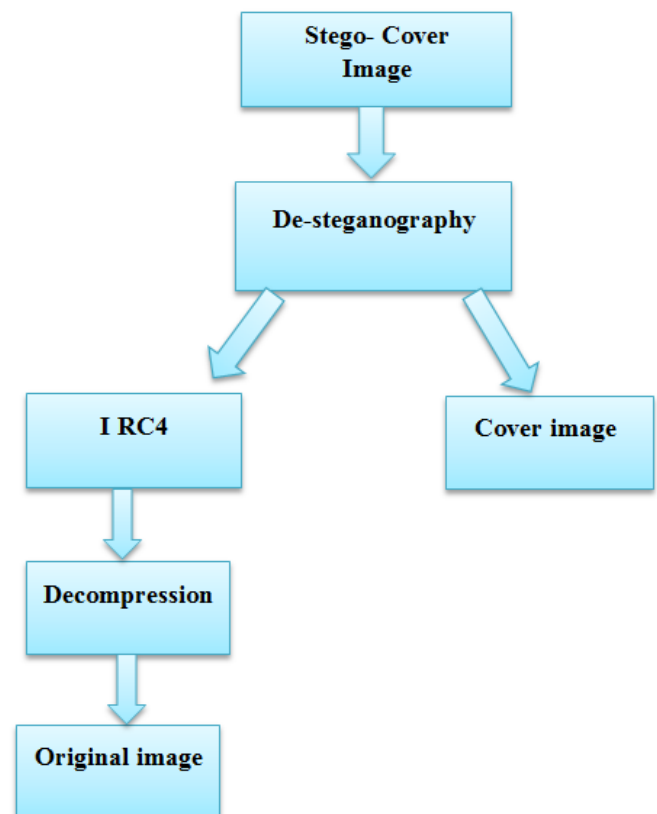 Stego- Cover
Image
De-steganography
I RC4
Cover image
Decompression
Original image